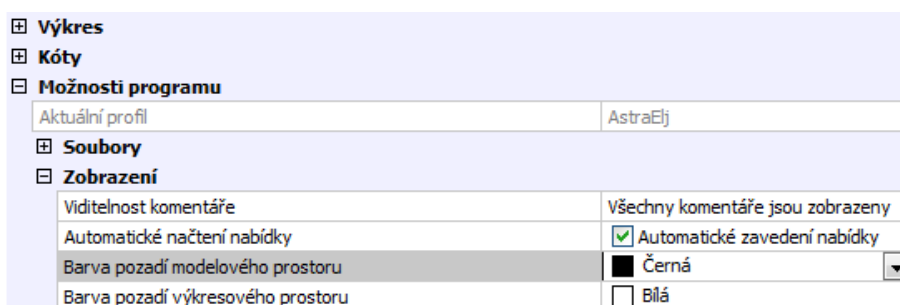 Výkres
Kóty
Možnosti programu
Aktuální profil AstraElj
Soubory
Zobrazení
Viditelnost komentáře Všechny komentáře jsou zobrazeny
Automatické načtení nabídky Automatické zavedení nabídky
Barva pozadí modelového prostoru Černá
Barva pozadí výkresového prostoru Bílá